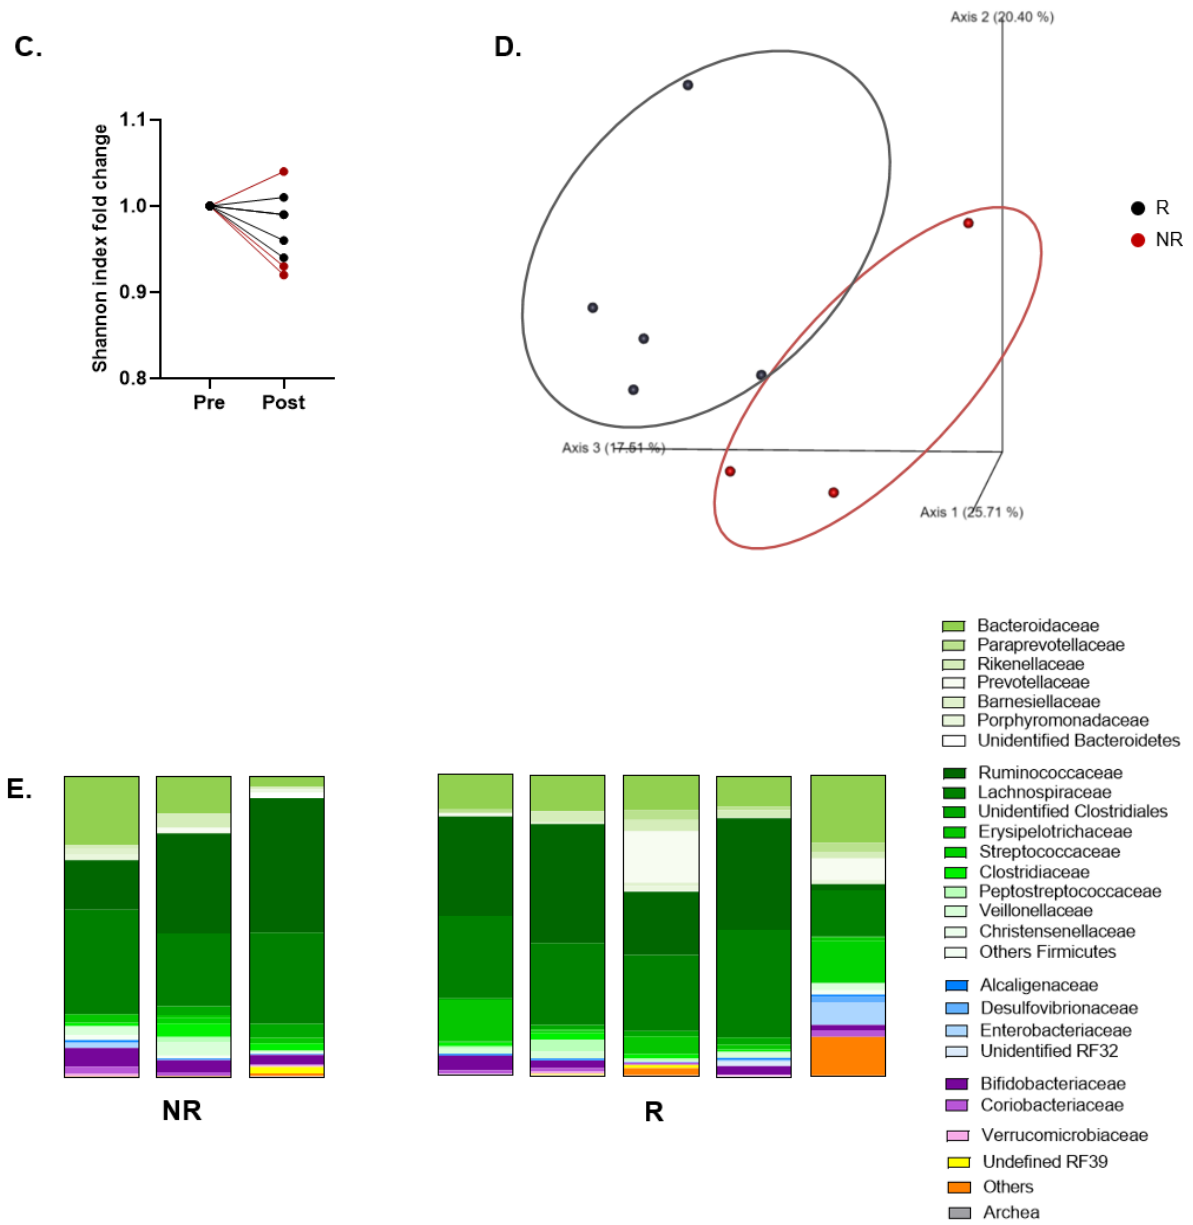 C.
D.
Axis 2 (20.40 %)
1.1
1.0
0.9
0.8
Shannon index fold change
Pre
Post
R
NR
Axis 3 (17.51 %)
Axis 1 (25.71 %)
E.
NR
R
Bacteroidaceae
Paraprevotellaceae
Rikenellaceae
Prevotellaceae
Barnesiellaceae
Porphyromonadaceae
Unidentified Bacteroidetes
Ruminococcaceae
Lachnospiraceae
Unidentified Clostridiales
Erysipelotrichaceae
Streptococcaceae
Clostridiaceae
Peptostreptococcaceae
Veillonellaceae
Christensenellaceae
Others Firmicutes
Alcaligenaceae
Desulfovibrionaceae
Enterobacteriaceae
Unidentified RF32
Bifidobacteriaceae
Coriobacteriaceae
Verrucomicrobiaceae
Undefined RF39
Others
Archea